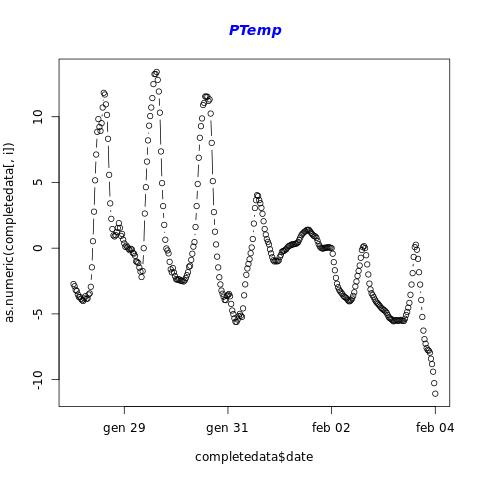 PTemp
as.numeric(completedata[, i])
10
5
0
-5
-10
gen 29
gen 31
feb 02
feb 04
completedata$date